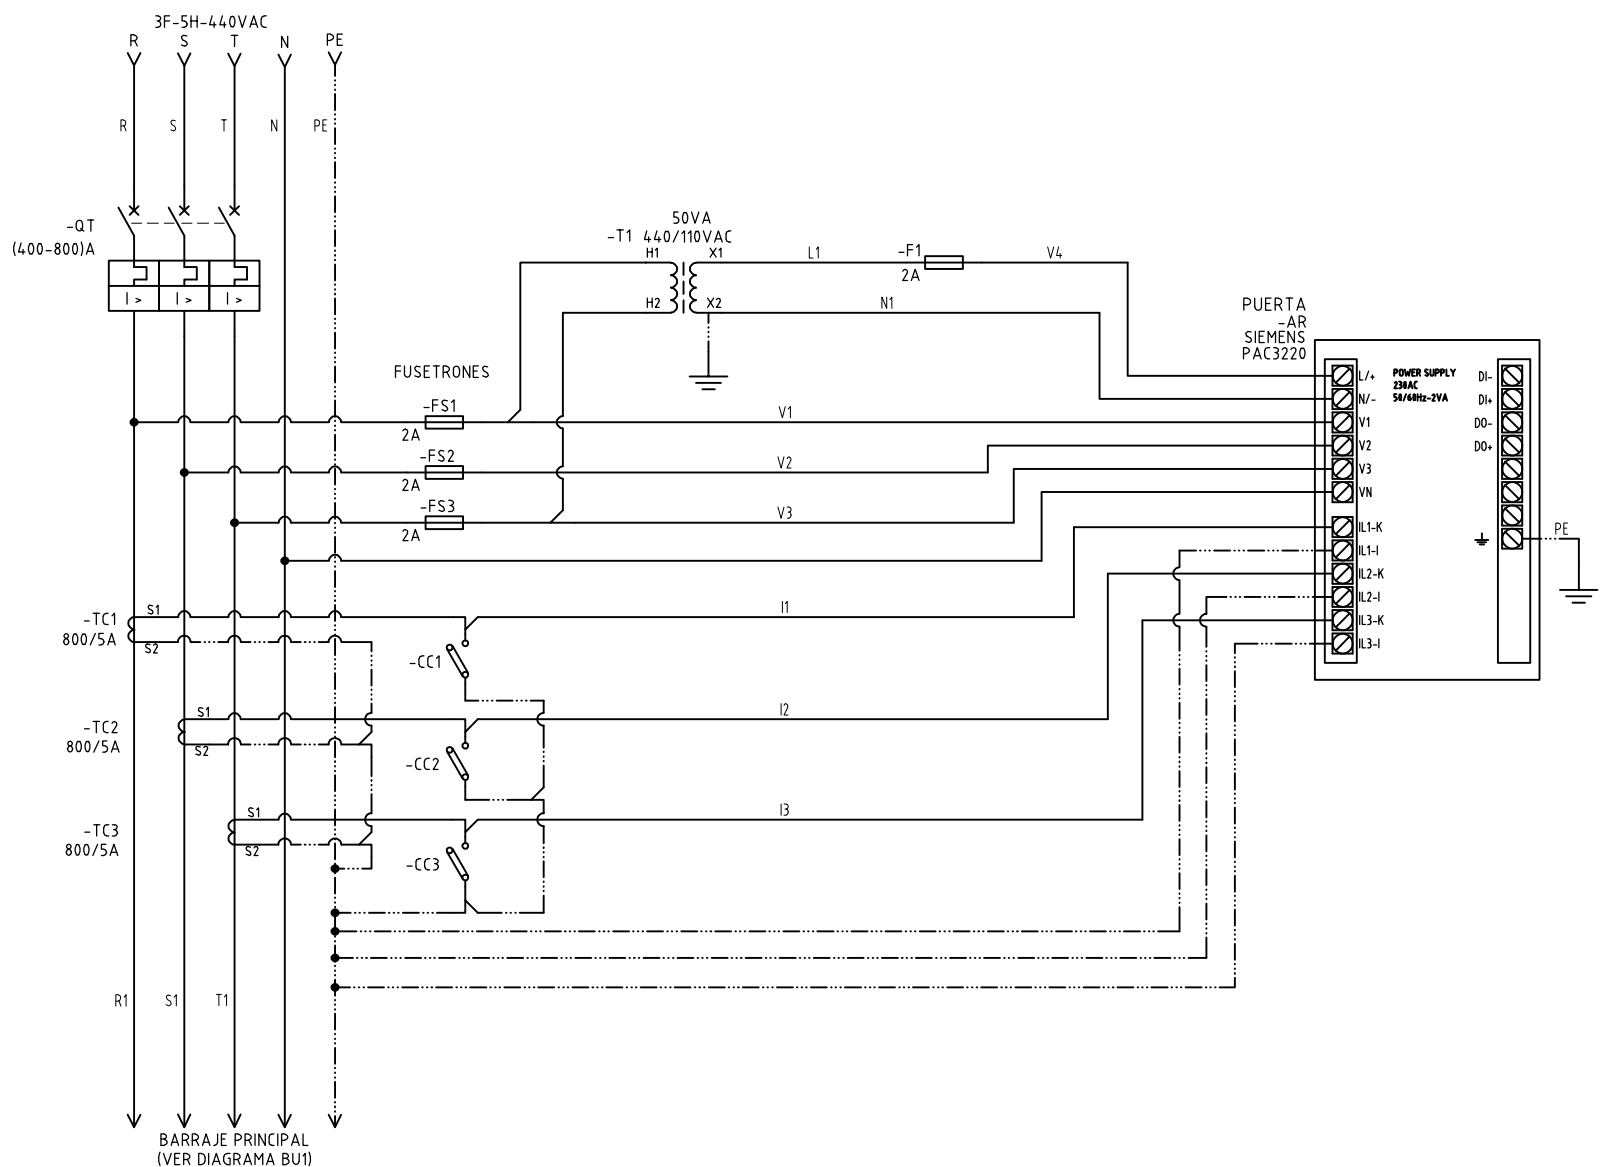 3F-5H-440VAC
R S T N PE
R S T N PE
-QT
(400-800)A
I > I > I >
50VA
-T1 440/110VAC
H1 X1 L1 -F1 V4
2A
H2 X2 N1
PUERTA
-AR
SIEMENS
PAC3220
FUSETRONES
L/+ POWER SUPPLY DI-
230AC
N/- 50/60Hz-2VA DI+
-FS1 V1 V1 DO-
2A
V2 DO+
-FS2 V2
2A
V3
VN
-FS3 V3
2A
IL1-K PE
IL1-I
IL2-K
IL2-I
IL3-K
IL3-I
S1 I1
-TC1
800/5A
S2
-CC1
S1 I2
-TC2
800/5A
S2
-CC2
S1 I3
-TC3
800/5A
S2
-CC3
R1 S1 T1
BARRAJE PRINCIPAL
(VER DIAGRAMA BU1)